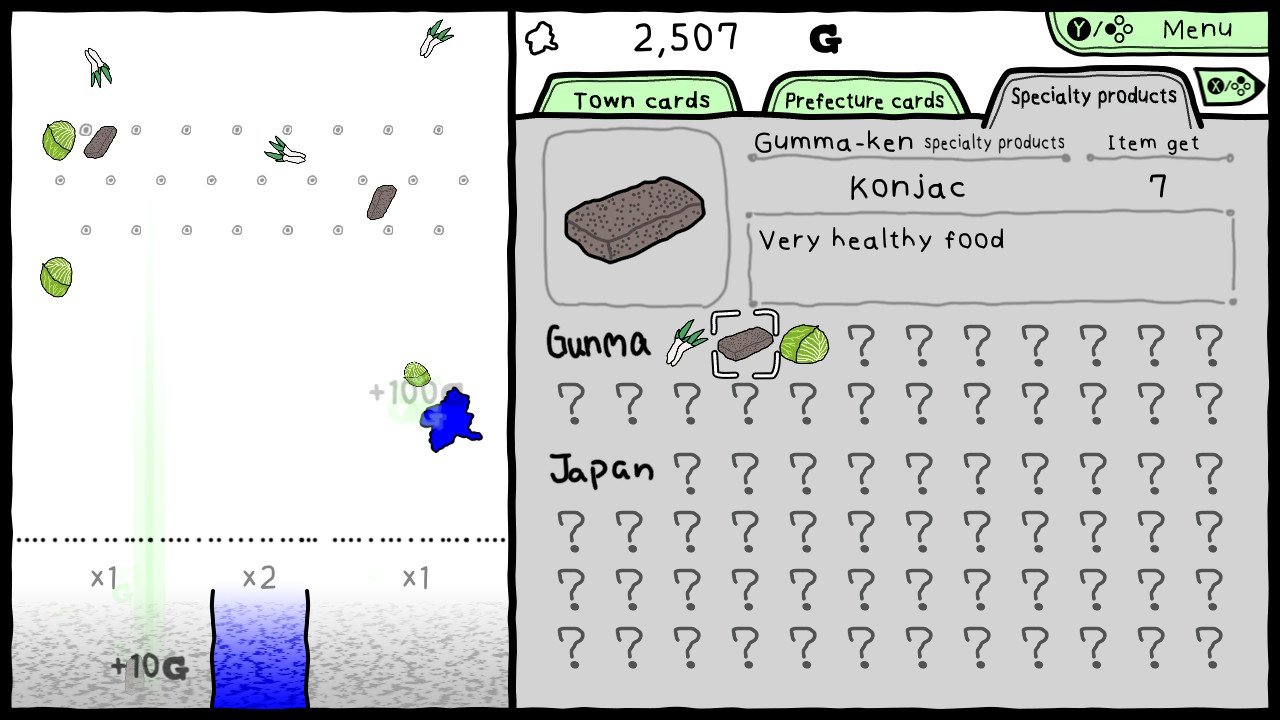 2,507 G
Y/ Menu
Town cards
Prefecture cards
Specialty products
X/
Gumma-ken specialty products
Item get
Konjac
7
Very healthy food
Gunma ? ? ? ? ? ? ?
? ? ? ? ? ? ? ? ? ? ? ?
Japan ? ? ? ? ? ? ? ? ? ?
? ? ? ? ? ? ? ? ? ? ? ?
? ? ? ? ? ? ? ? ? ? ? ?
? ? ? ? ? ? ? ? ? ? ? ?
+100G
G
x1
x2
x1
G
+10G